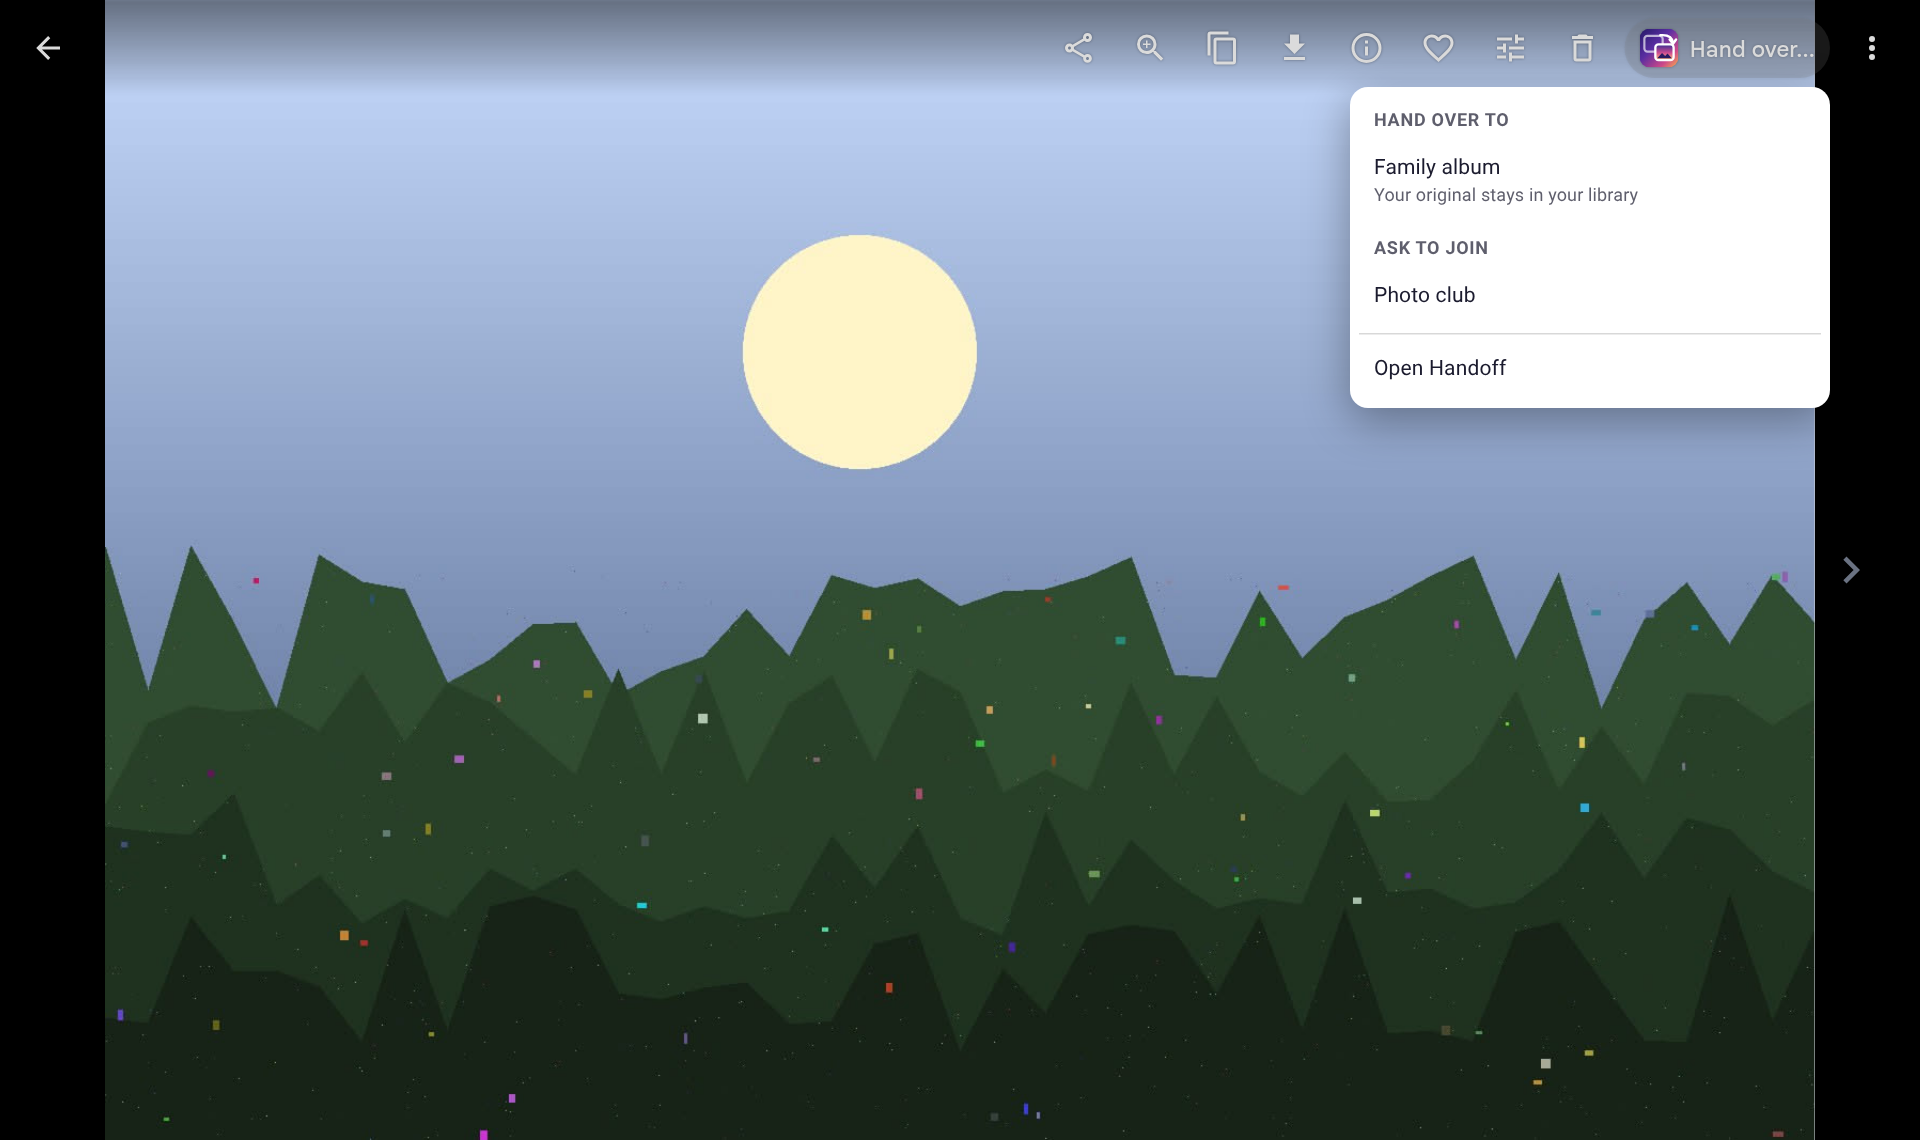 Hand over...
HAND OVER TO
Family album
Your original stays in your library
ASK TO JOIN
Photo club
Open Handoff